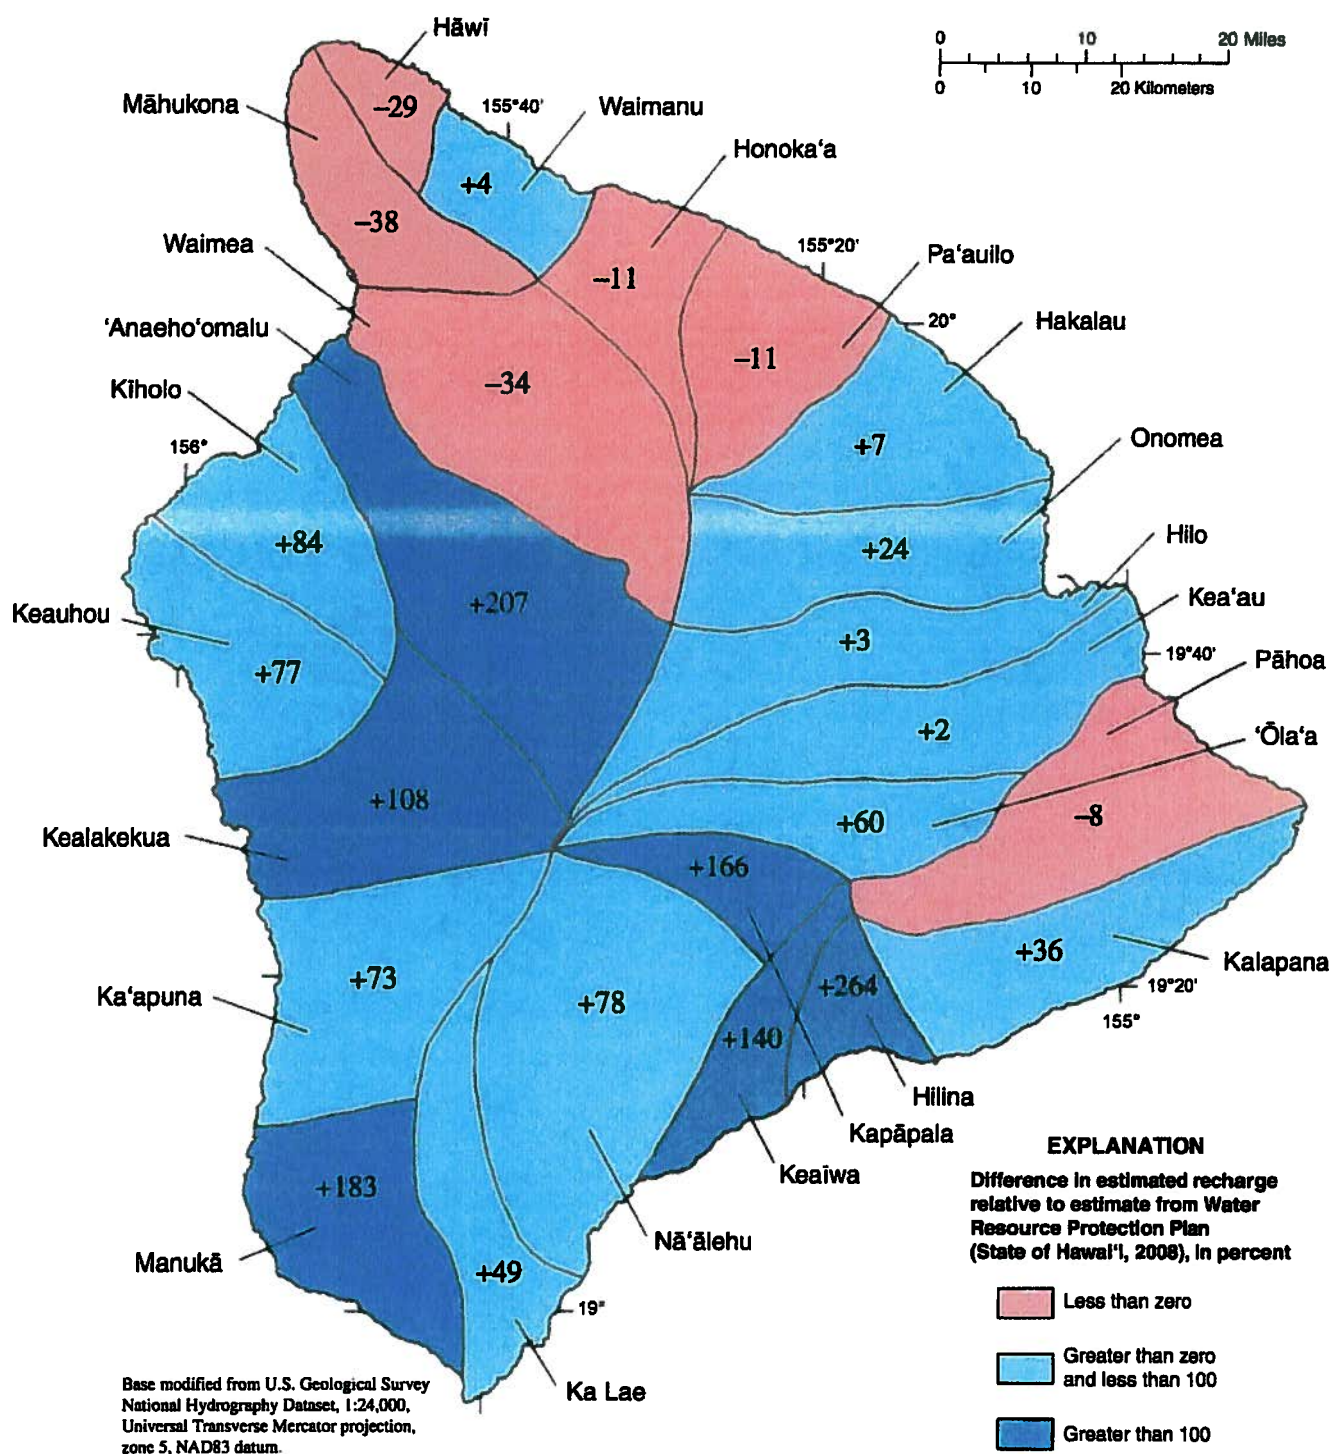 Hāwī
0 10 20 Miles
0 10 20 Kilometers
Māhukona
–29
155°40'
Waimanu
Honoka‘a
+4
–38
Waimea
155°20'
Pa‘auilo
–11
‘Anaeho‘omalu
20°
Hakalau
–11
Kīholo
–34
156°
+7
Onomea
+84
+24
Hilo
+207
Kea‘au
Keauhou
+3
19°40'
Pāhoa
+77
+2
‘Ōla‘a
+108
+60
–8
Kealakekua
+166
+36
Kalapana
+73
+264
19°20'
Ka‘apuna
+78
155°
+140
Hilina
Kapāpala
Keaīwa
+183
Nā‘ālehu
Manukā
+49
19°
Ka Lae
EXPLANATION
Difference in estimated recharge
relative to estimate from Water
Resource Protection Plan
(State of Hawai‘i, 2008), in percent
Less than zero
Greater than zero
and less than 100
Greater than 100
Base modified from U.S. Geological Survey
National Hydrography Dataset, 1:24,000,
Universal Transverse Mercator projection,
zone 5, NAD83 datum.